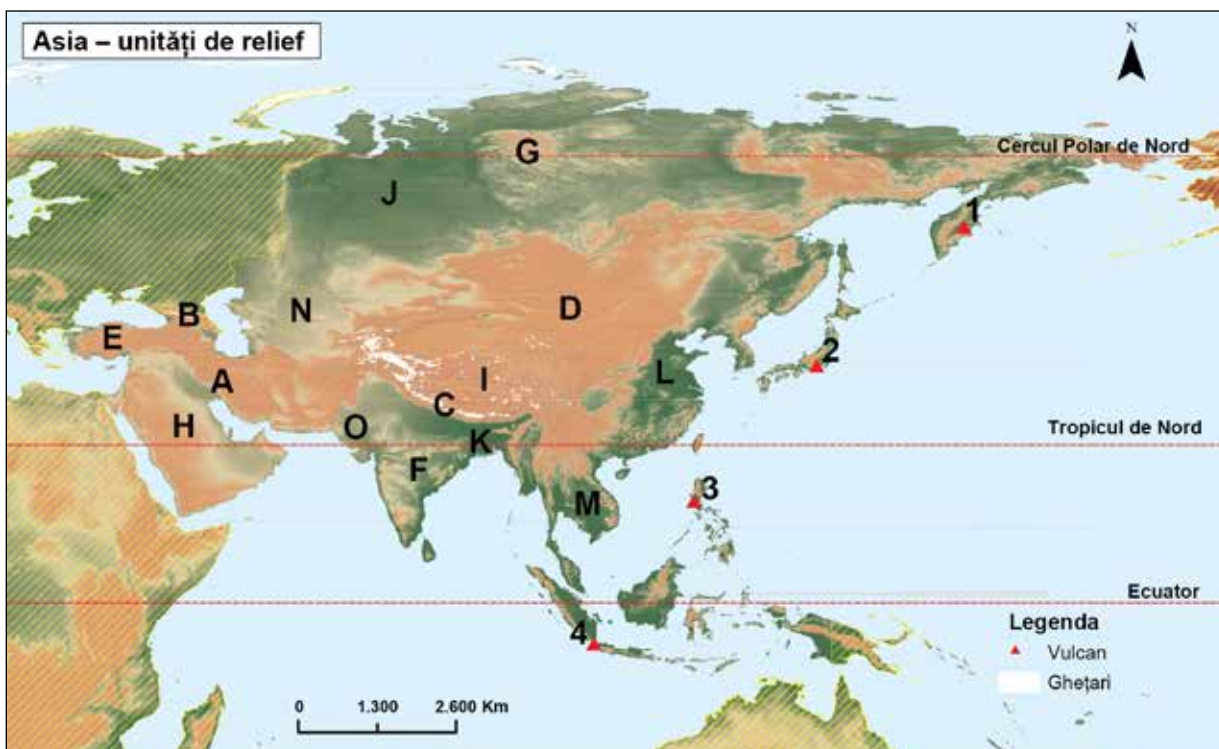 Asia – unități de relief
N
G
Cercul Polar de Nord
J
1
B
N
D
E
2
L
A
I
C
H
O
K
Tropicul de Nord
F
M
3
Ecuator
4
Legenda
Vulcan
Ghețari
0 1.300 2.600 Km